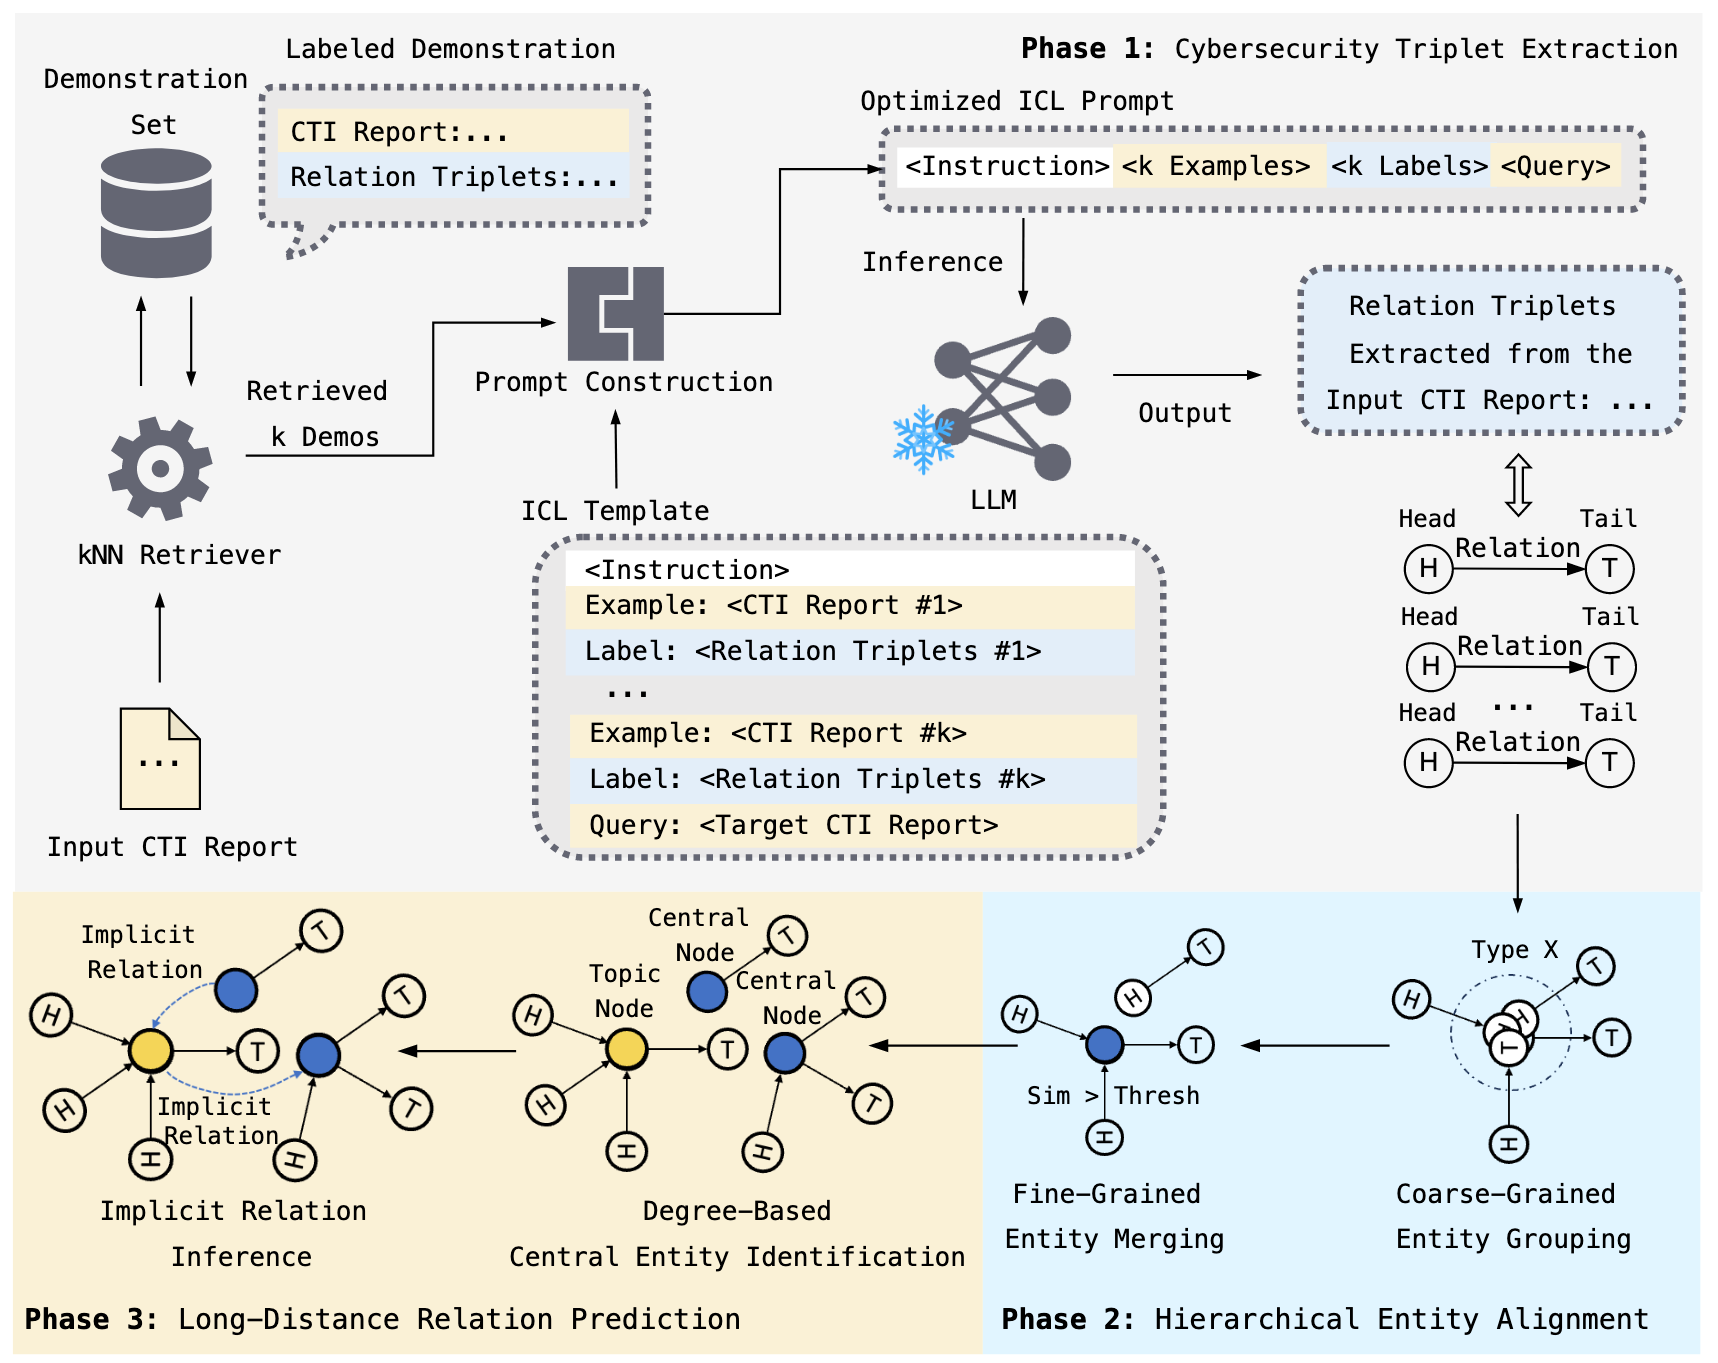 Labeled Demonstration
Phase 1: Cybersecurity Triplet Extraction
Demonstration
Set
CTI Report:...
Relation Triplets:...
Optimized ICL Prompt
<Instruction> <k Examples> <k Labels> <Query>
Inference
Relation Triplets
Extracted from the
Input CTI Report: ...
Prompt Construction
Retrieved
k Demos
Output
LLM
kNN Retriever
ICL Template
<Instruction>
Example: <CTI Report #1>
Label: <Relation Triplets #1>
...
Example: <CTI Report #k>
Label: <Relation Triplets #k>
Query: <Target CTI Report>
Head Tail
Relation
H T
Head Tail
Relation
H T
...
Head Tail
Relation
H T
...
Input CTI Report
Implicit
Relation
T
H
T
T
H
Implicit
Relation
T
H
H
Implicit Relation
Inference
Central
Node
T
Topic
Node
Central
Node
H
T
T
H
T
H
H
Degree-Based
Central Entity Identification
T
H
H
T
Sim > Thresh
H
Fine-Grained
Entity Merging
Type X
T
H
H
T
T
H
Coarse-Grained
Entity Grouping
Phase 3: Long-Distance Relation Prediction
Phase 2: Hierarchical Entity Alignment